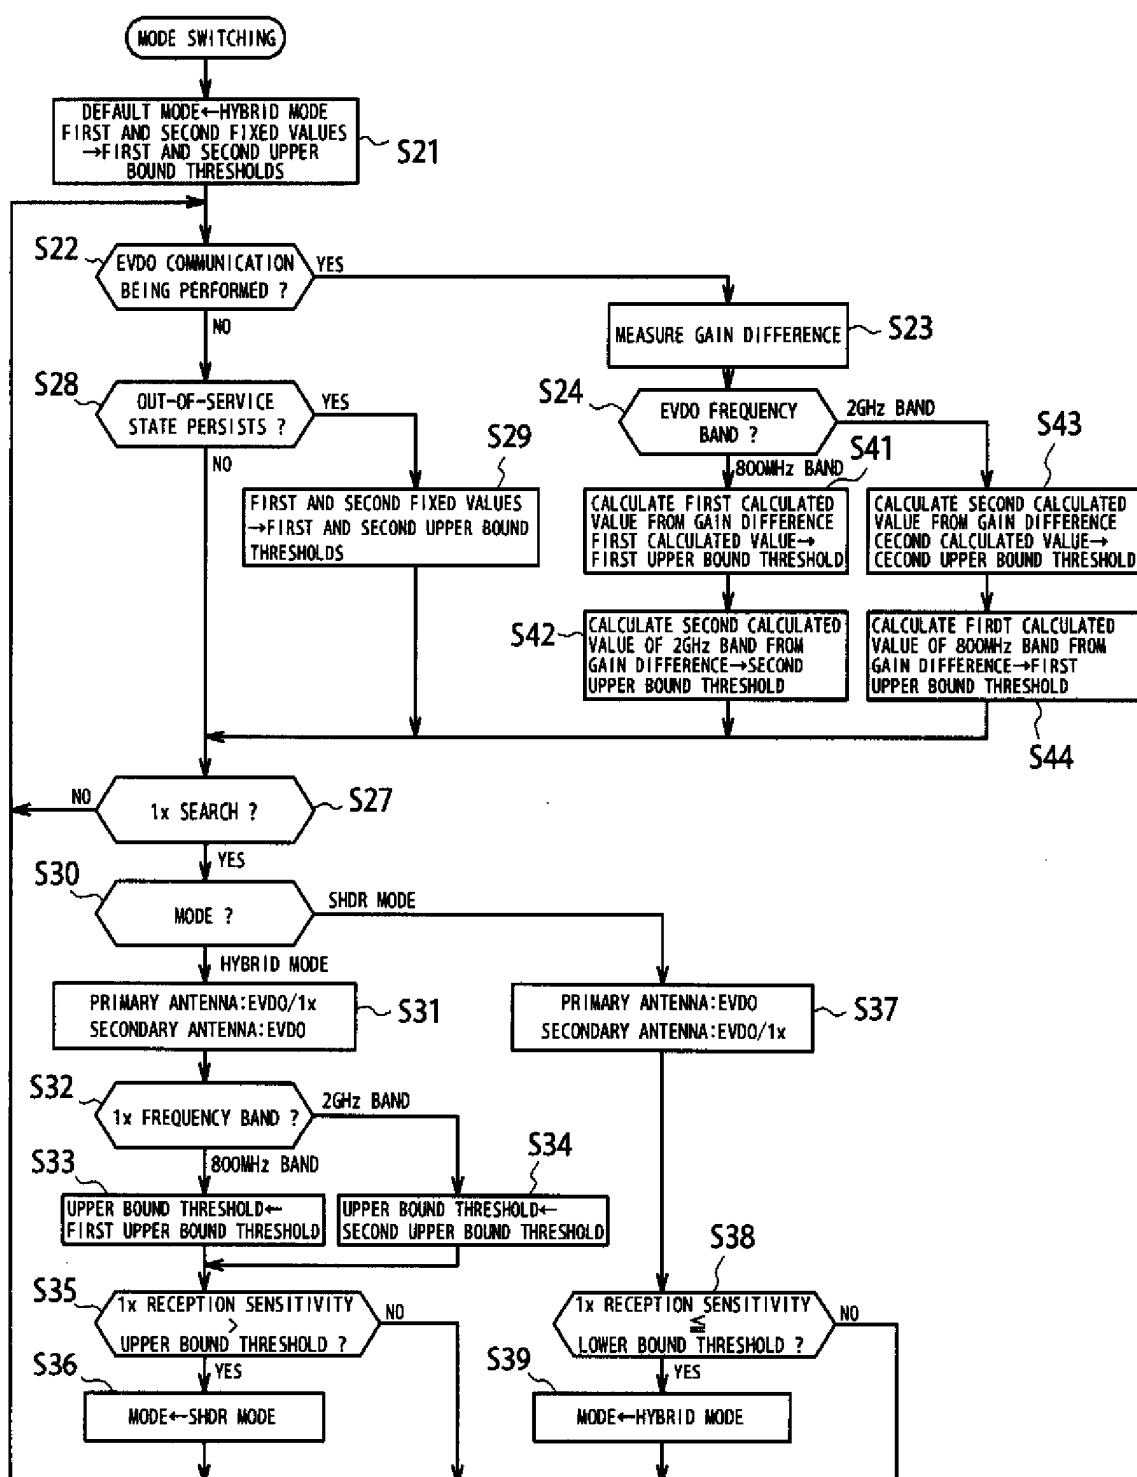 MODE SWITCHING
DEFAULT MODE←HYBRID MODE
FIRST AND SECOND FIXED VALUES
→FIRST AND SECOND UPPER
BOUND THRESHOLDS
S21
S22
EVDO COMMUNICATION
BEING PERFORMED ?
YES
NO
MEASURE GAIN DIFFERENCE
S23
S28
OUT-OF-SERVICE
STATE PERSISTS ?
YES
NO
S24
EVDO FREQUENCY
BAND ?
2GHz BAND
800MHz BAND
S29
FIRST AND SECOND FIXED VALUES
→FIRST AND SECOND UPPER BOUND
THRESHOLDS
S41
CALCULATE FIRST CALCULATED
VALUE FROM GAIN DIFFERENCE
FIRST CALCULATED VALUE→
FIRST UPPER BOUND THRESHOLD
S43
CALCULATE SECOND CALCULATED
VALUE FROM GAIN DIFFERENCE
CECOND CALCULATED VALUE→
CECOND UPPER BOUND THRESHOLD
S42
CALCULATE SECOND CALCULATED
VALUE OF 2GHz BAND FROM
GAIN DIFFERENCE→SECOND
UPPER BOUND THRESHOLD
CALCULATE FIRDT CALCULATED
VALUE OF 800MHz BAND FROM
GAIN DIFFERENCE→FIRST
UPPER BOUND THRESHOLD
S44
NO
1x SEARCH ?
S27
YES
S30
MODE ?
SHDR MODE
HYBRID MODE
PRIMARY ANTENNA:EVDO/1x
SECONDARY ANTENNA:EVDO
S31
PRIMARY ANTENNA:EVDO
SECONDARY ANTENNA:EVDO/1x
S37
S32
1x FREQUENCY BAND ?
2GHz BAND
800MHz BAND
S33
UPPER BOUND THRESHOLD←
FIRST UPPER BOUND THRESHOLD
S34
UPPER BOUND THRESHOLD←
SECOND UPPER BOUND THRESHOLD
S35
1x RECEPTION SENSITIVITY
>
UPPER BOUND THRESHOLD ?
NO
YES
S38
1x RECEPTION SENSITIVITY
≦
LOWER BOUND THRESHOLD ?
NO
YES
S36
MODE←SHDR MODE
S39
MODE←HYBRID MODE